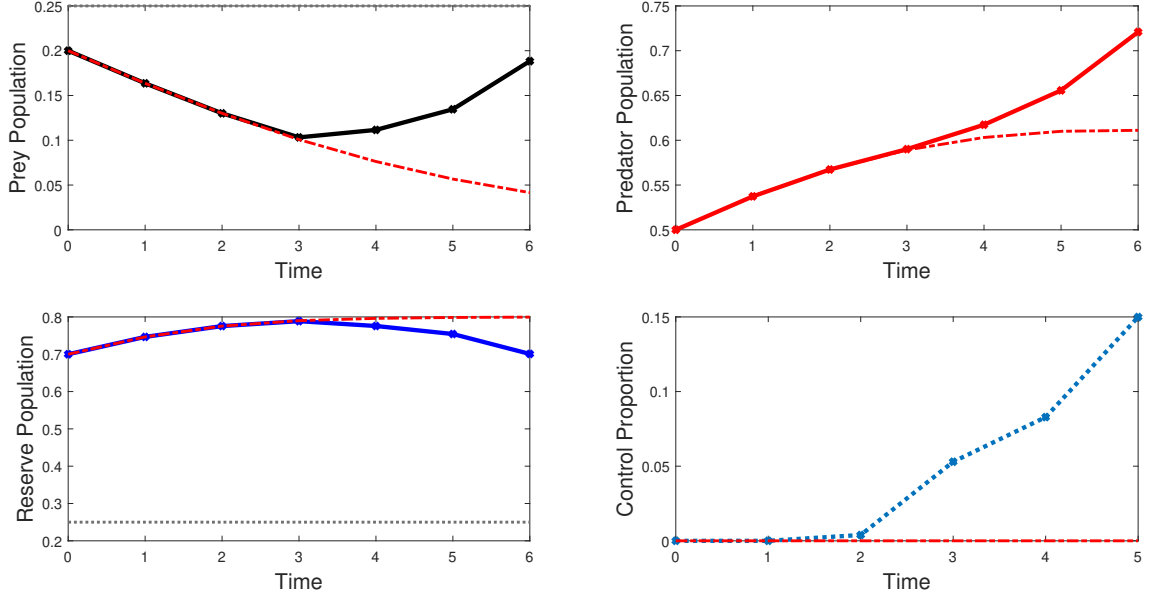 0.25
0.2
0.15
0.1
0.05
0
0 1 2 3 4 5 6
Time
Prey Population
0.75
0.7
0.65
0.6
0.55
0.5
0 1 2 3 4 5 6
Time
Predator Population
0.8
0.7
0.6
0.5
0.4
0.3
0.2
0 1 2 3 4 5 6
Time
Reserve Population
0.15
0.1
0.05
0
0 1 2 3 4 5
Time
Control Proportion